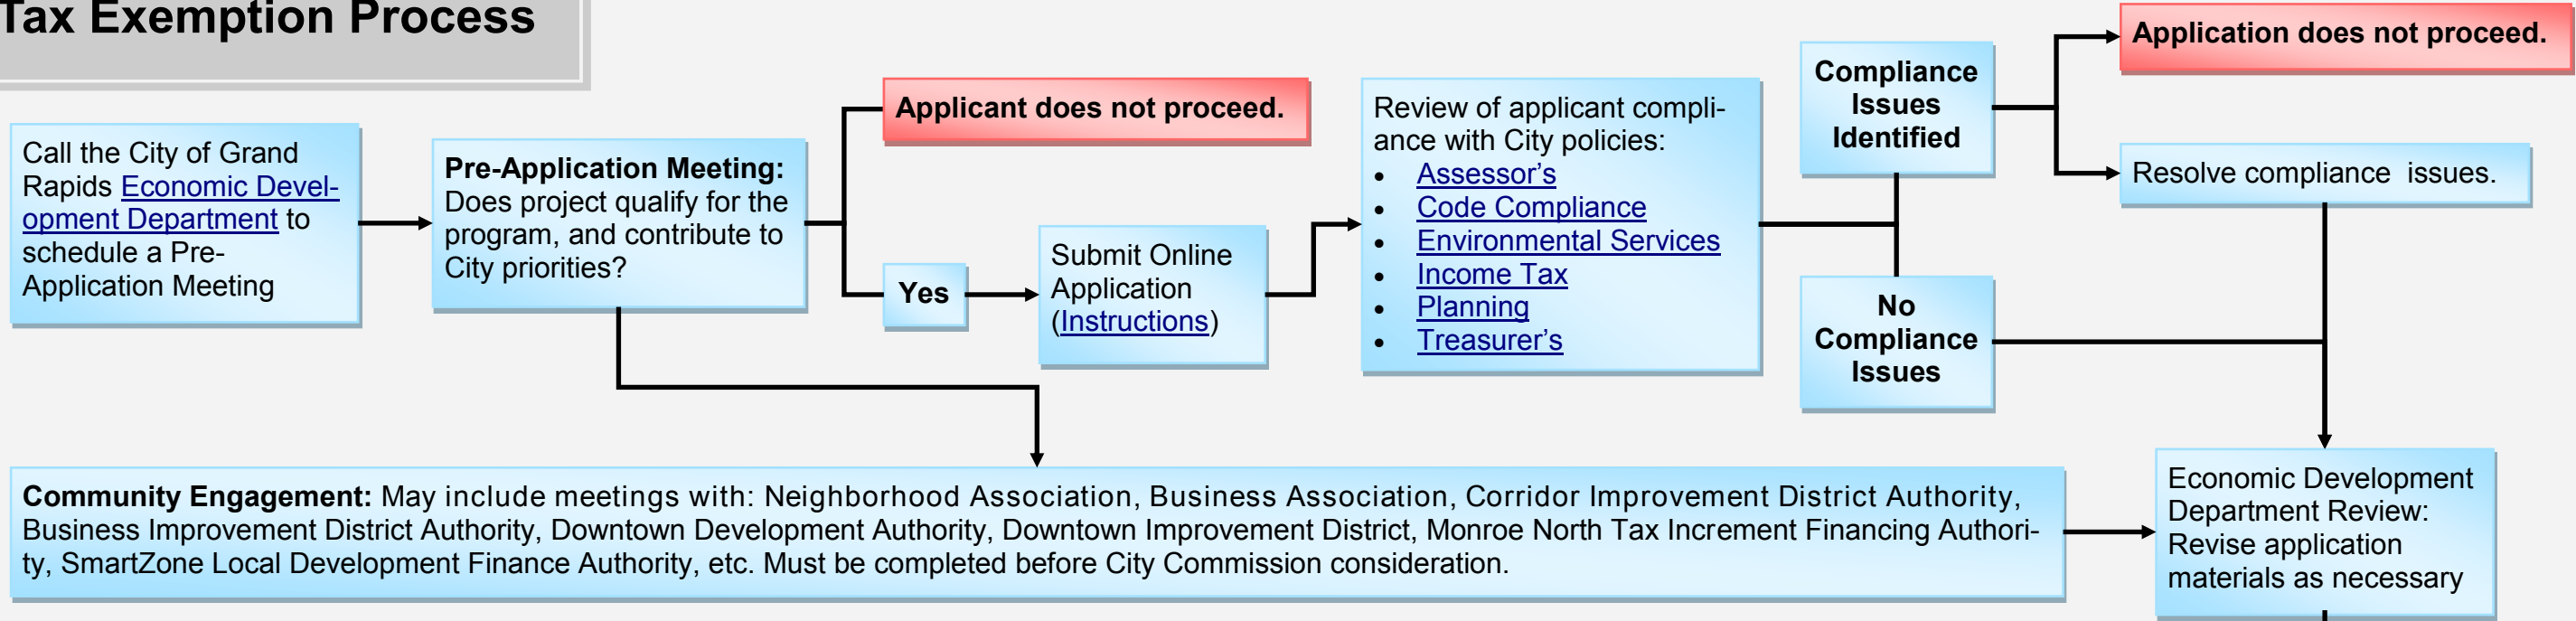 Tax Exemption Process
Call the City of Grand
Rapids Economic Devel-
opment Department to
schedule a Pre-
Application Meeting
Pre-Application Meeting:
Does project qualify for the
program, and contribute to
City priorities?
Applicant does not proceed.
Yes
Submit Online
Application
(Instructions)
Review of applicant compli-
ance with City policies:
• Assessor’s
• Code Compliance
• Environmental Services
• Income Tax
• Planning
• Treasurer’s
Compliance
Issues
Identified
No
Compliance
Issues
Application does not proceed.
Resolve compliance issues.
Community Engagement: May include meetings with: Neighborhood Association, Business Association, Corridor Improvement District Authority,
Business Improvement District Authority, Downtown Development Authority, Downtown Improvement District, Monroe North Tax Increment Financing Authori-
ty, SmartZone Local Development Finance Authority, etc. Must be completed before City Commission consideration.
Economic Development
Department Review:
Revise application
materials as necessary